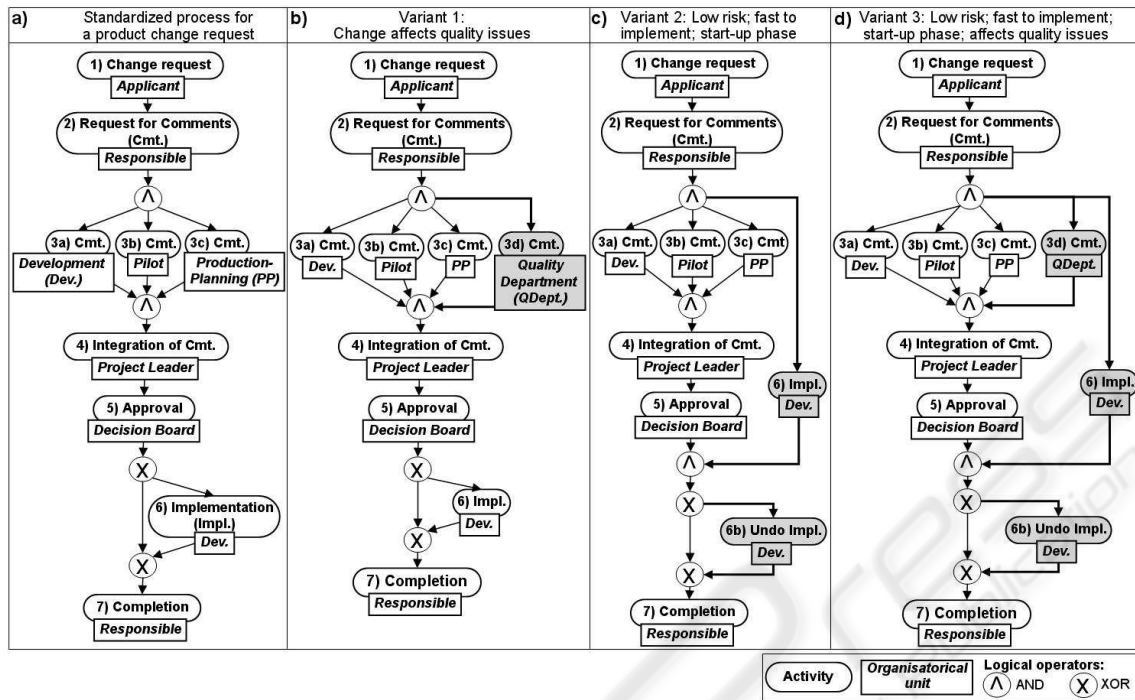 a) Standardized process for
a product change request
1) Change request
Applicant
2) Request for Comments
(Cmt.)
Responsible
Λ
3a) Cmt. 3b) Cmt. 3c) Cmt.
Development
(Dev.)
Pilot
Production-
Planning (PP)
Λ
4) Integration of Cmt.
Project Leader
5) Approval
Decision Board
X
6) Implementation
(Impl.)
Dev.
X
7) Completion
Responsible
b) Variant 1:
Change affects quality issues
1) Change request
Applicant
2) Request for Comments
(Cmt.)
Responsible
Λ
3a) Cmt. 3b) Cmt. 3c) Cmt. 3d) Cmt.
Dev. Pilot PP Quality
Department
(QDept.)
Λ
4) Integration of Cmt.
Project Leader
5) Approval
Decision Board
X
6) Impl.
Dev.
X
7) Completion
Responsible
c) Variant 2: Low risk; fast to
implement; start-up phase
1) Change request
Applicant
2) Request for Comments
(Cmt.)
Responsible
Λ
3a) Cmt. 3b) Cmt. 3c) Cmt
Dev. Pilot PP
Λ
4) Integration of Cmt.
Project Leader
6) Impl.
Dev.
5) Approval
Decision Board
Λ
X
6b) Undo Impl.
Dev.
X
7) Completion
Responsible
d) Variant 3: Low risk; fast to implement;
start-up phase; affects quality issues
1) Change request
Applicant
2) Request for Comments
(Cmt.)
Responsible
Λ
3a) Cmt. 3b) Cmt. 3c) Cmt. 3d) Cmt.
Dev. Pilot PP QDept.
Λ
4) Integration of Cmt.
Project Leader
6) Impl.
Dev.
5) Approval
Decision Board
Λ
X
6b) Undo Impl.
Dev.
X
7) Completion
Responsible
Activity
Organisatorical
unit
Logical operators:
Λ AND X XOR